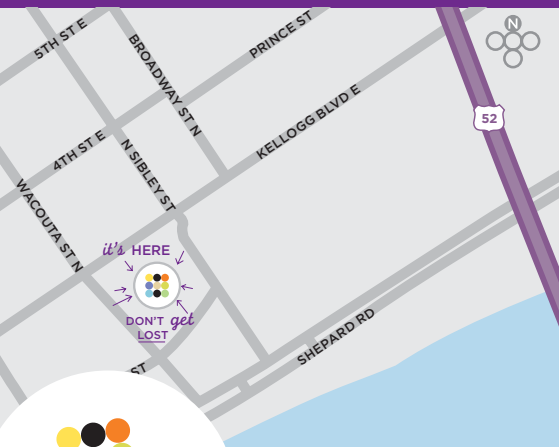 N
5TH ST E
BROADWAY ST N
PRINCE ST
KELLOGG BLVD E
52
4TH ST E
N SIBLEY ST
WACOUTA ST N
it's HERE
DON'T get
LOST
SHEPARD RD
ST